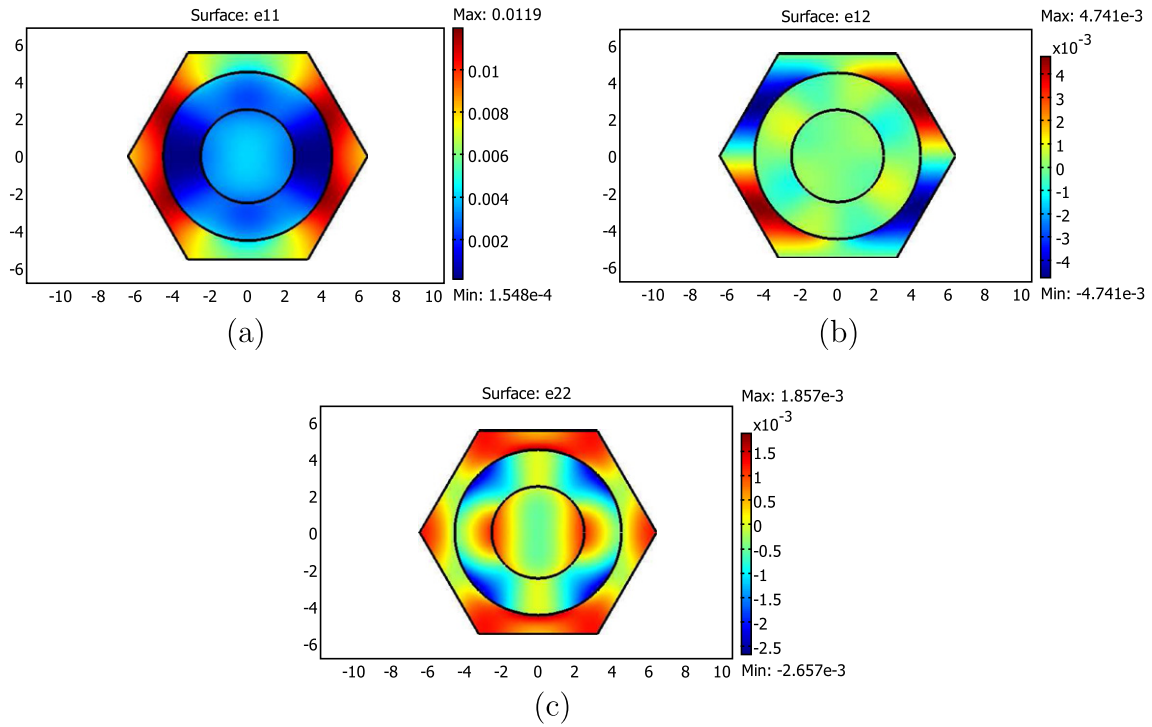 Surface: e11
Max: 0.0119
6
4
2
0
-2
-4
-6
-10 -8 -6 -4 -2 0 2 4 6 8 10
0.01
0.008
0.006
0.004
0.002
Min: 1.548e-4
(a)
Surface: e12
Max: 4.741e-3
x10-3
6
4
2
0
-2
-4
-6
-10 -8 -6 -4 -2 0 2 4 6 8 10
4
3
2
1
0
-1
-2
-3
-4
Min: -4.741e-3
(b)
Surface: e22
Max: 1.857e-3
x10-3
6
4
2
0
-2
-4
-6
-10 -8 -6 -4 -2 0 2 4 6 8 10
1.5
1
0.5
0
-0.5
-1
-1.5
-2
-2.5
Min: -2.657e-3
(c)